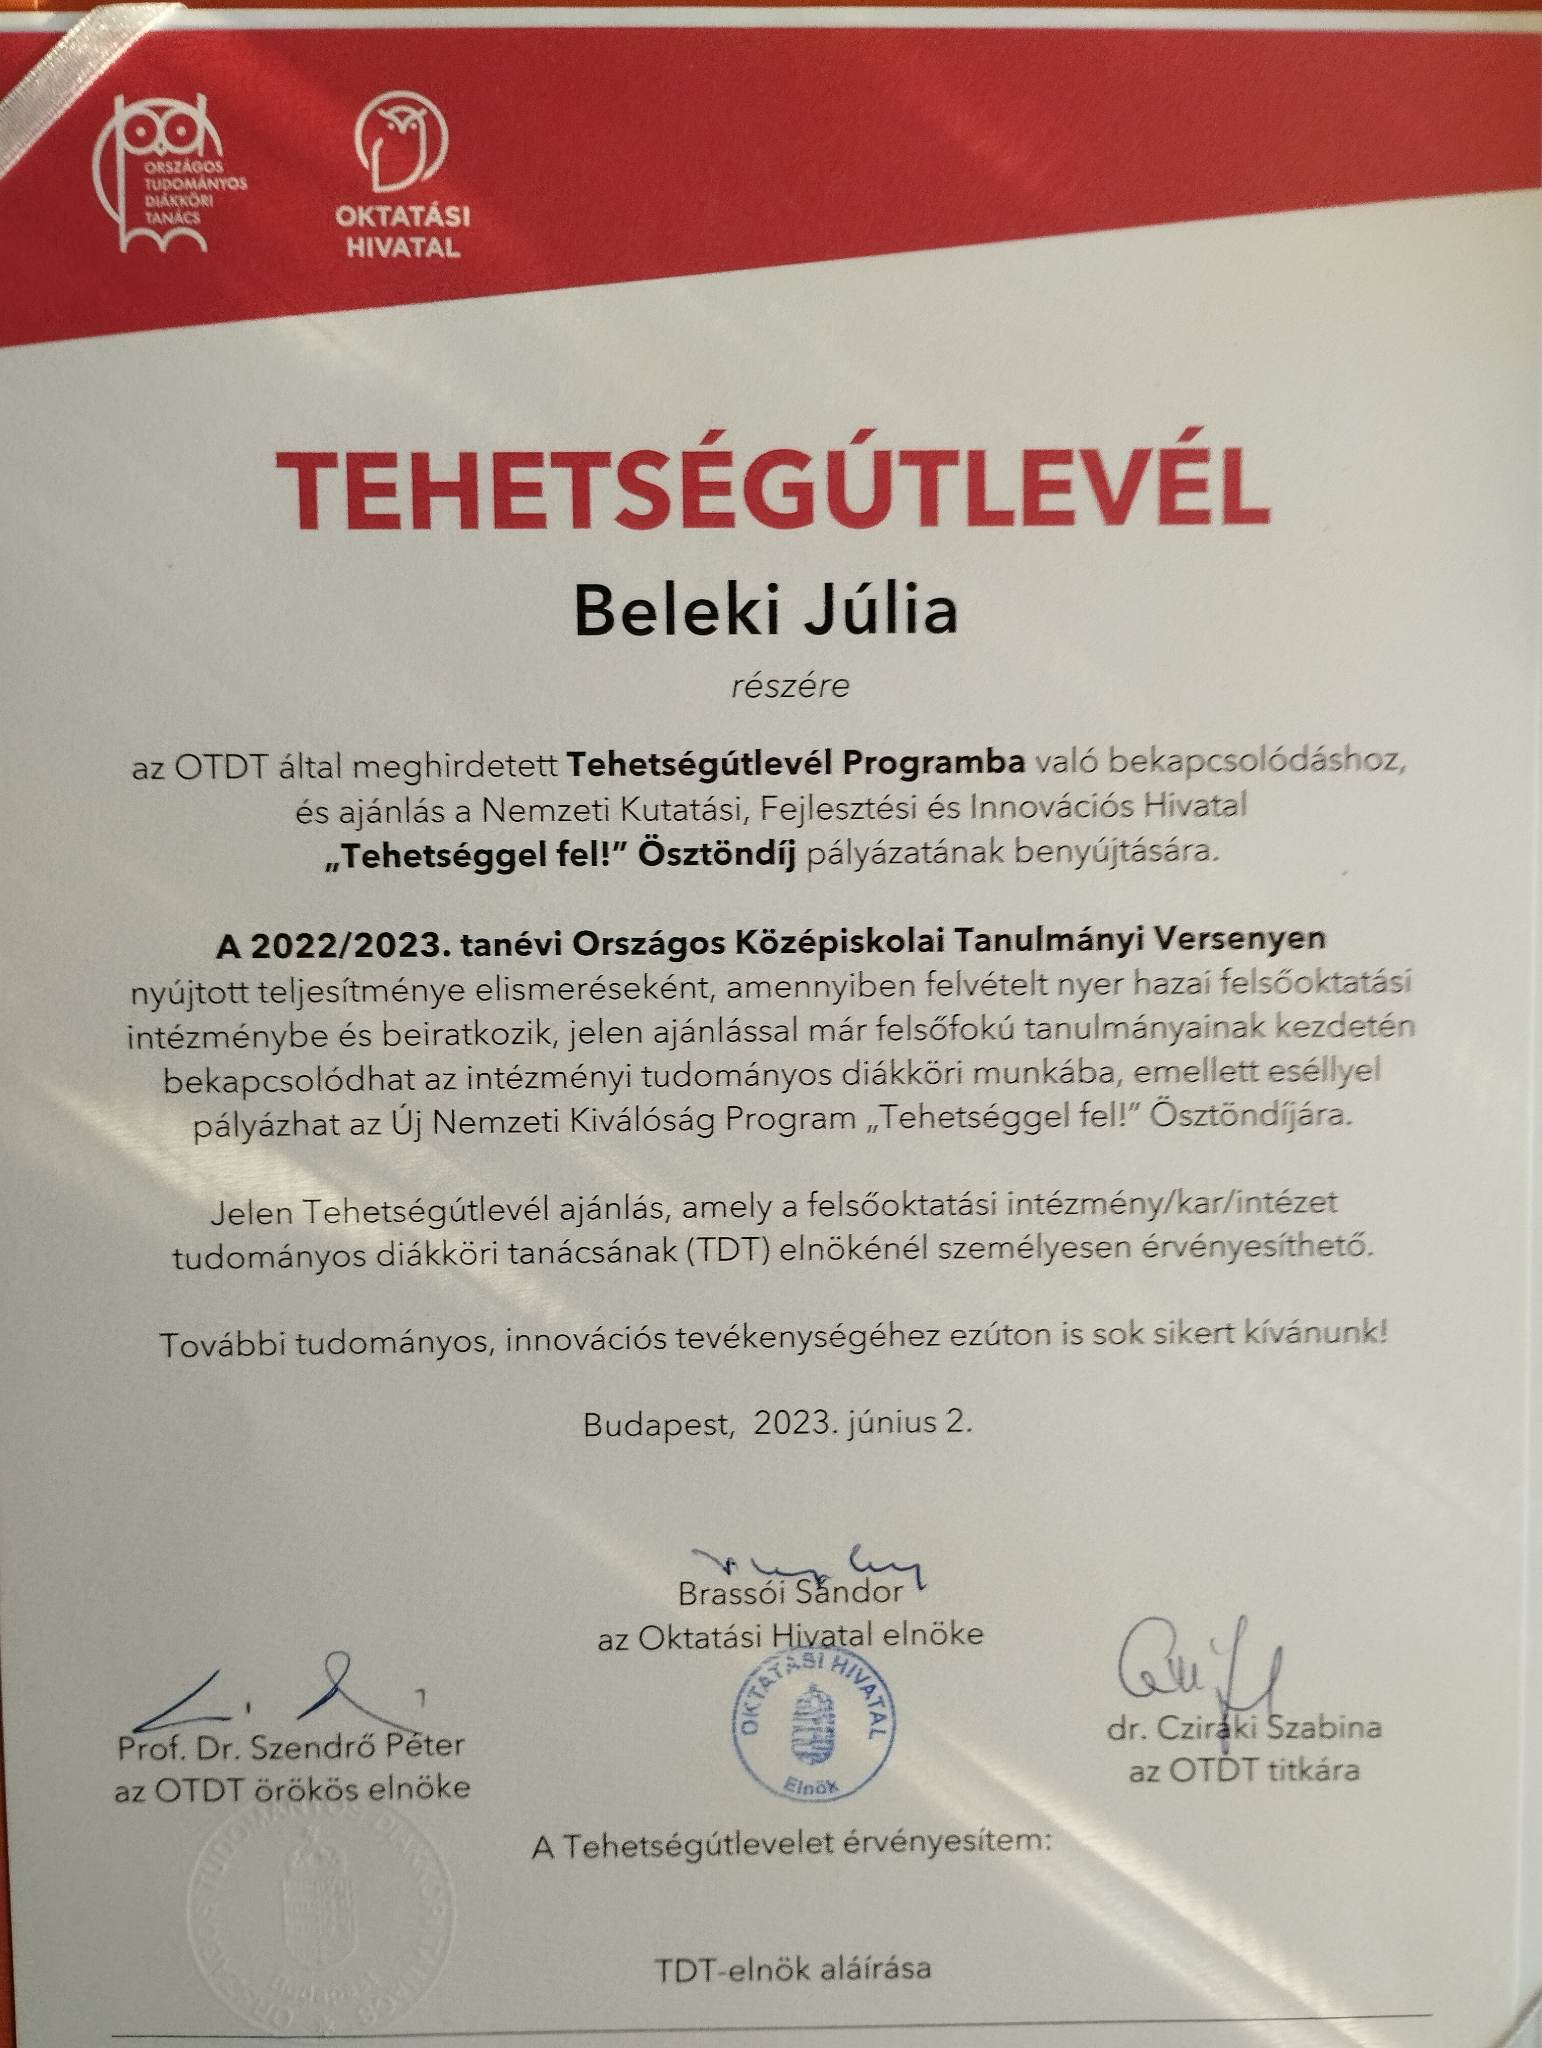 ORSZÁGOS
TUDOMÁNYOS
DIÁKKÖRI
TANÁCS
OKTATÁSI
HIVATAL
TEHETSÉGÚTLEVÉL
Beleki Júlia
részére
az OTDT által meghirdetett Tehetségútlevél Programba való bekapcsolódáshoz,
és ajánlás a Nemzeti Kutatási, Fejlesztési és Innovációs Hivatal
„Tehetséggel fel!” Ösztöndíj pályázatának benyújtására.
A 2022/2023. tanévi Országos Középiskolai Tanulmányi Versenyen
nyújtott teljesítménye elismeréseként, amennyiben felvételt nyer hazai felsőoktatási
intézménybe és beiratkozik, jelen ajánlással már felsőfokú tanulmányainak kezdetén
bekapcsolódhat az intézményi tudományos diákköri munkába, emellett eséllyel
pályázhat az Új Nemzeti Kiválóság Program „Tehetséggel fel!” Ösztöndíjára.
Jelen Tehetségútlevél ajánlás, amely a felsőoktatási intézmény/kar/intézet
tudományos diákköri tanácsának (TDT) elnökénél személyesen érvényesíthető.
További tudományos, innovációs tevékenységéhez ezúton is sok sikert kívánunk!
Budapest, 2023. június 2.
Brassói Sándor
az Oktatási Hivatal elnöke
OKTATÁSI HIVATAL
Elnök
Prof. Dr. Szendrő Péter
az OTDT örökös elnöke
dr. Cziráki Szabina
az OTDT titkára
ORSZÁGOS TUDOMÁNYOS DIÁKKÖRI TANÁCS
Budapest
A Tehetségútlevelet érvényesítem:
TDT-elnök aláírása